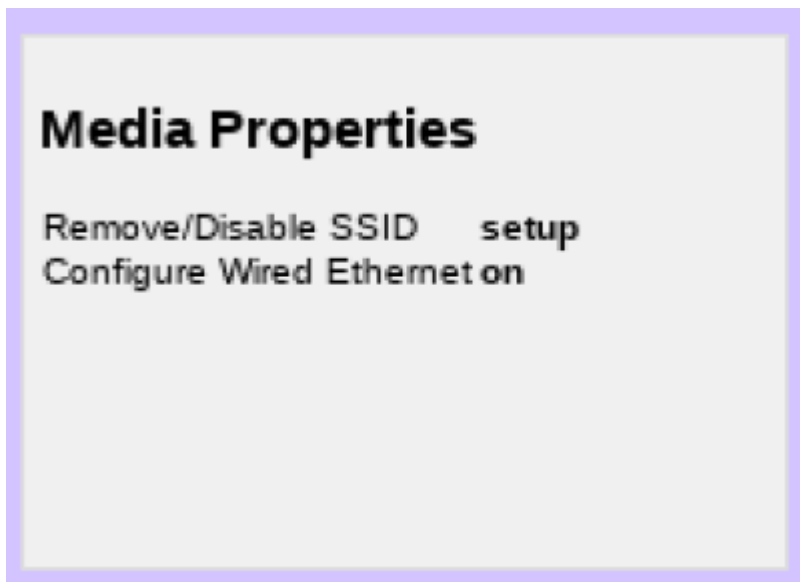 Media Properties
Remove/Disable SSID setup
Configure Wired Ethernet on